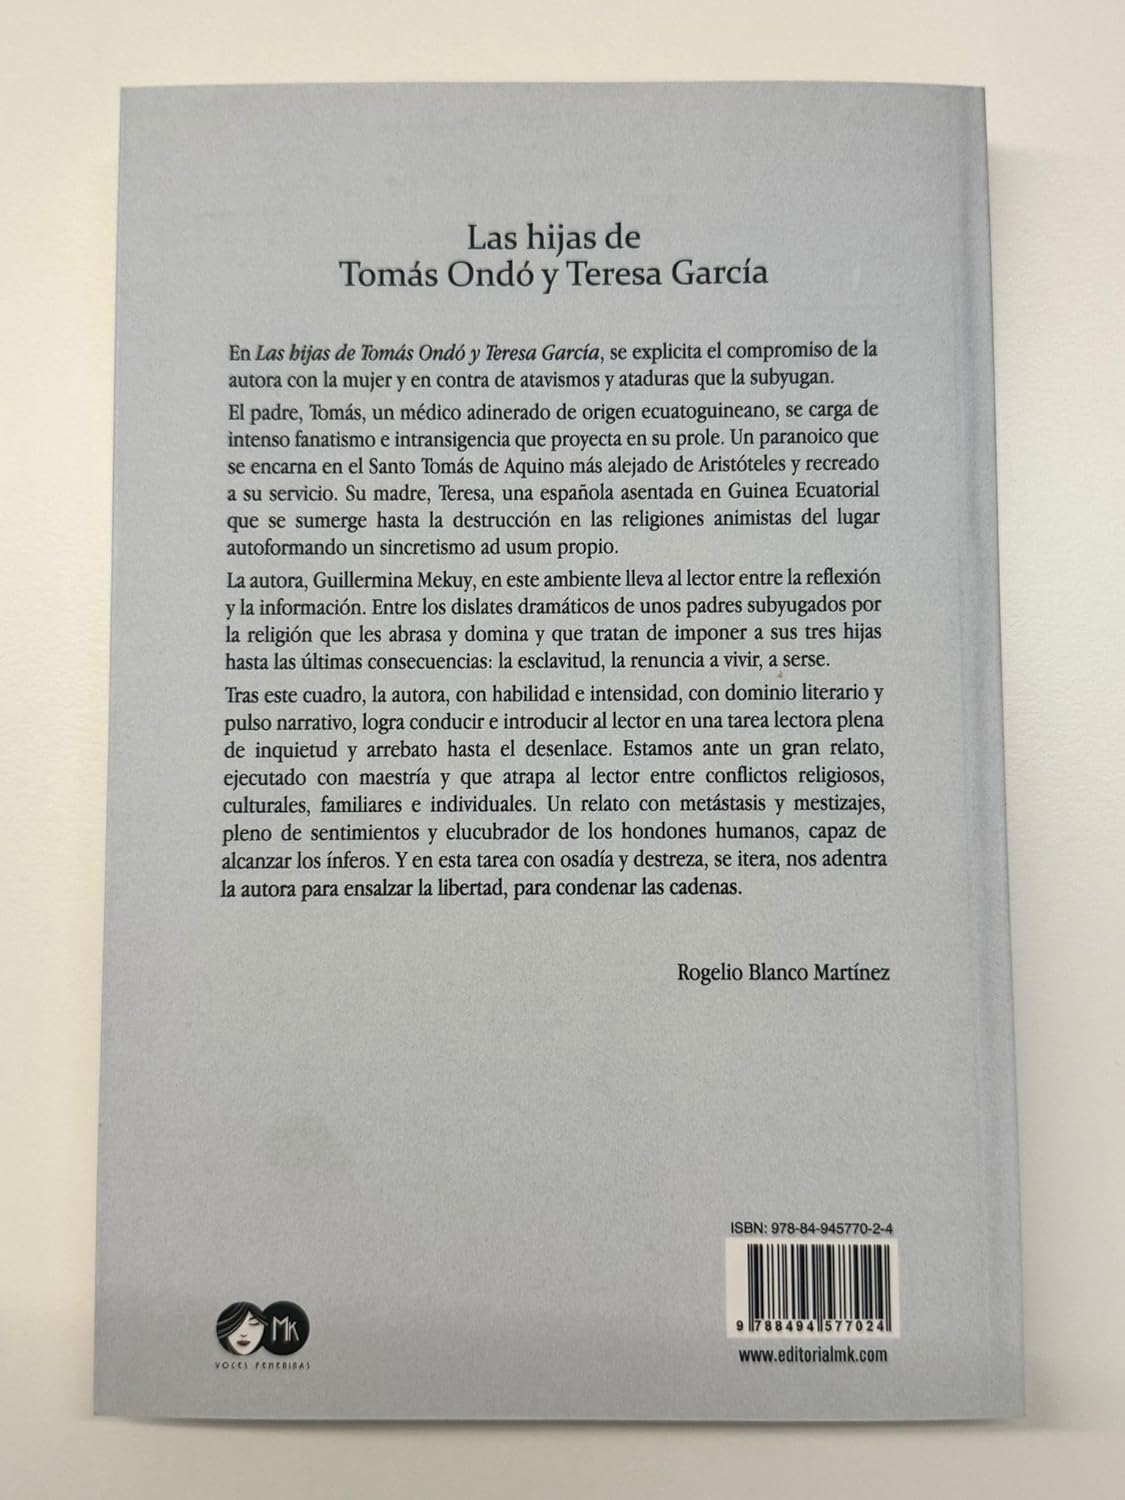 Las hijas de
Tomás Ondó y Teresa García
En Las hijas de Tomás Ondó y Teresa García, se explicita el compromiso de la
autora con la mujer y en contra de atavismos y ataduras que la subyugan.
El padre, Tomás, un médico adinerado de origen ecuatoguineano, se carga de
intenso fanatismo e intransigencia que proyecta en su prole. Un paranoico que
se encarna en el Santo Tomás de Aquino más alejado de Aristóteles y recreado
a su servicio. Su madre, Teresa, una española asentada en Guinea Ecuatorial
que se sumerge hasta la destrucción en las religiones animistas del lugar
autoformando un sincretismo ad usum propio.
La autora, Guillermina Mekuy, en este ambiente lleva al lector entre la reflexión
y la información. Entre los dislates dramáticos de unos padres subyugados por
la religión que les abrasa y domina y que tratan de imponer a sus tres hijas
hasta las últimas consecuencias: la esclavitud, la renuncia a vivir, a serse.
Tras este cuadro, la autora, con habilidad e intensidad, con dominio literario y
pulso narrativo, logra conducir e introducir al lector en una tarea lectora plena
de inquietud y arrebato hasta el desenlace. Estamos ante un gran relato,
ejecutado con maestría y que atrapa al lector entre conflictos religiosos,
culturales, familiares e individuales. Un relato con metástasis y mestizajes,
pleno de sentimientos y elucubrador de los hondones humanos, capaz de
alcanzar los ínferos. Y en esta tarea con osadía y destreza, se itera, nos adentra
la autora para ensalzar la libertad, para condenar las cadenas.
Rogelio Blanco Martínez
ISBN: 978-84-945770-2-4
9 788494 577024
www.editorialmk.com
MK
VOCES FEMENINAS